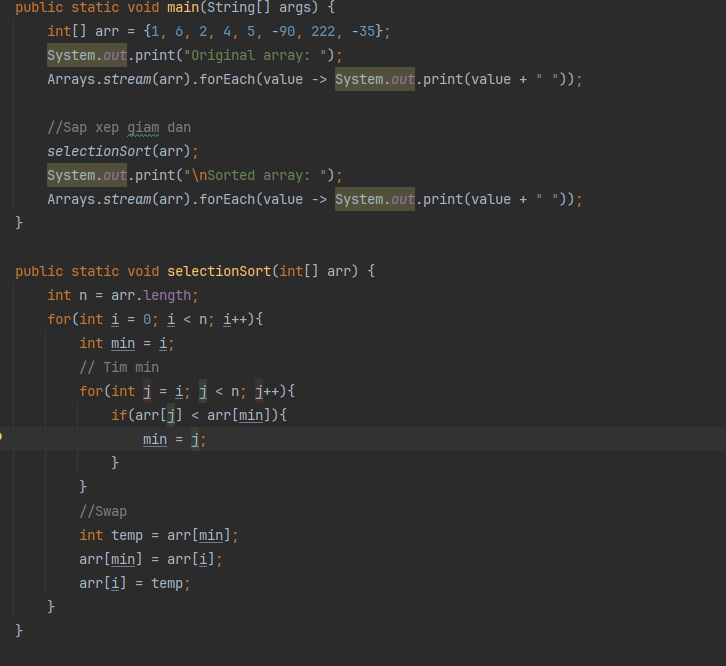 public static void main(String[] args) {
int[] arr = {1, 6, 2, 4, 5, -90, 222, -35};
System.out.print("Original array: ");
Arrays.stream(arr).forEach(value -> System.out.print(value + " "));
//Sap xep giam dan
selectionSort(arr);
System.out.print("\nSorted array: ");
Arrays.stream(arr).forEach(value -> System.out.print(value + " "));
}
public static void selectionSort(int[] arr) {
int n = arr.length;
for(int i = 0; i < n; i++){
int min = i;
// Tim min
for(int j = i; j < n; j++){
if(arr[j] < arr[min]){
min = j;
}
}
//Swap
int temp = arr[min];
arr[min] = arr[i];
arr[i] = temp;
}
}